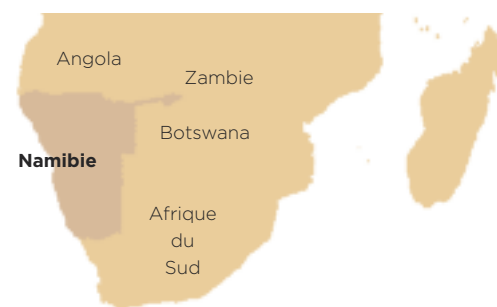 Angola
Zambie
Botswana
Namibie
Afrique
du
Sud